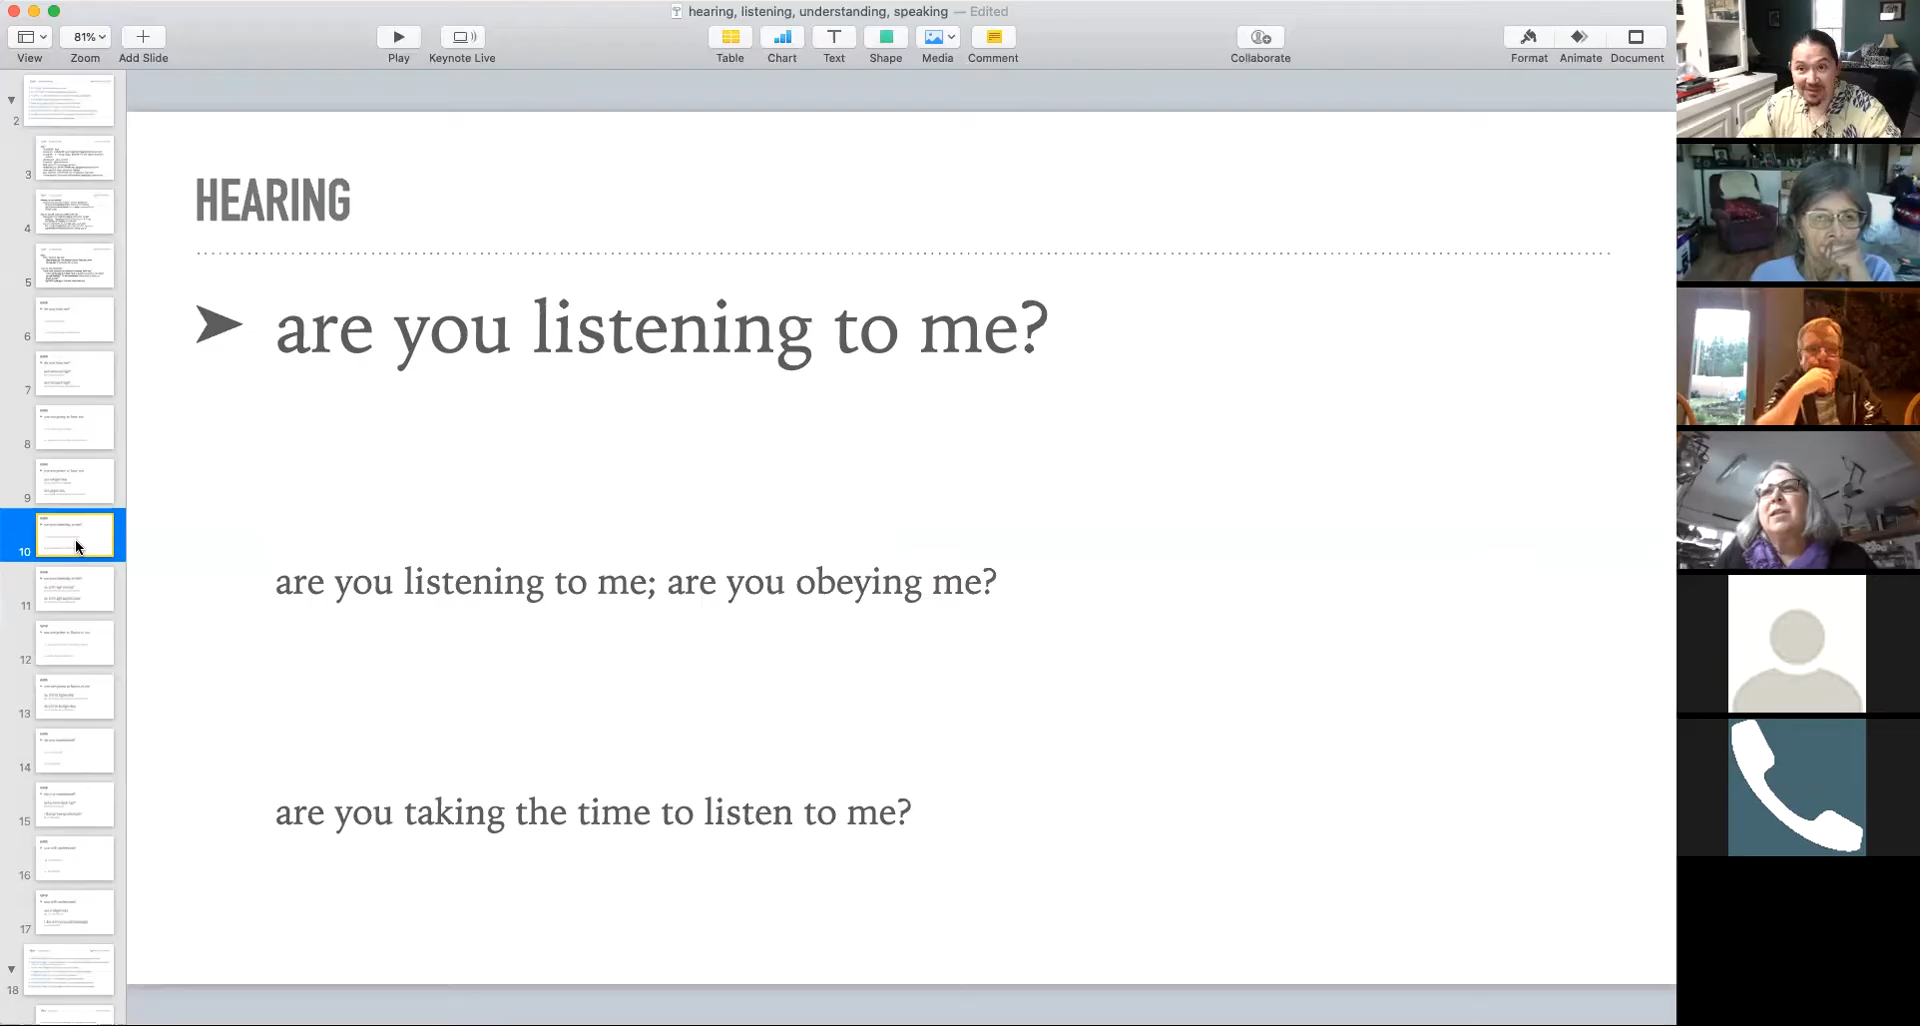 hearing, listening, understanding, speaking — Edited
81%
View
Zoom
Add Slide
Play
Keynote Live
Table
Chart
Text
Shape
Media
Comment
Collaborate
Format
Animate
Document
2
3
4
5
6
7
8
9
10
11
12
13
14
15
16
17
18
HEARING
➤ are you listening to me?
are you listening to me; are you obeying me?
are you taking the time to listen to me?